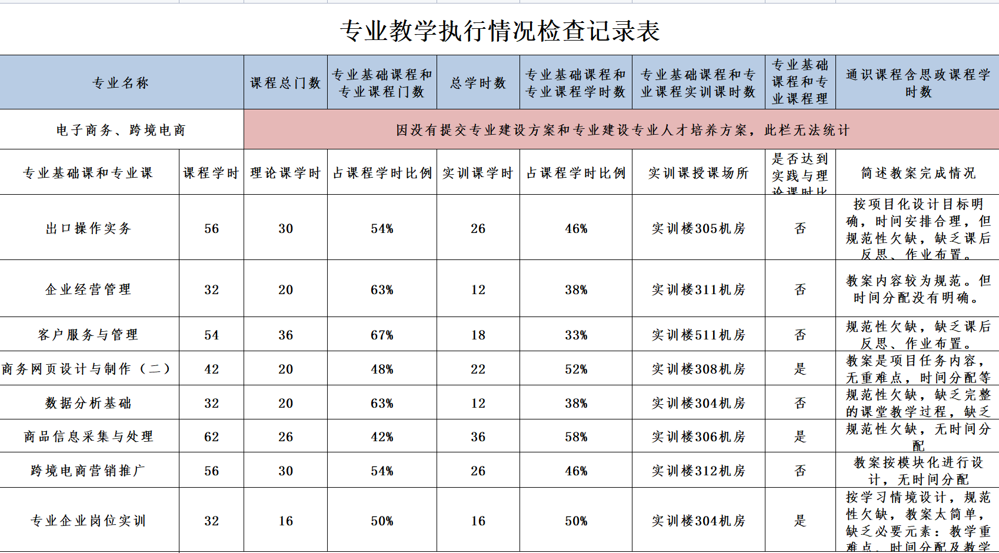 专业教学执行情况检查记录表
专业名称
课程总门数
专业基础课程和
专业课程门数
总学时数
专业基础课程和
专业课程学时数
专业基础课程和专
业课程实训课时数
专业基础
课程和专
业课程理
通识课程含思政课程学
时数
电子商务、跨境电商
因没有提交专业建设方案和专业建设专业人才培养方案，此栏无法统计
专业基础课和专业课
课程学时
理论课学时
占课程学时比例
实训课学时
占课程学时比例
实训课授课场所
是否达到
实践与理
论课时比
简述教案完成情况
出口操作实务
56
30
54%
26
46%
实训楼305机房
否
按项目化设计目标明
确，时间安排合理，但
规范性欠缺，缺乏课后
反思、作业布置。
企业经营管理
32
20
63%
12
38%
实训楼311机房
否
教案内容较为规范。但
时间分配没有明确。
客户服务与管理
54
36
67%
18
33%
实训楼511机房
否
规范性欠缺，缺乏课后
反思、作业布置。
商务网页设计与制作（二）
42
20
48%
22
52%
实训楼308机房
是
教案是项目任务内容，
无重难点，时间分配等
数据分析基础
32
20
63%
12
38%
实训楼304机房
否
规范性欠缺，缺乏完整
的课堂教学过程，缺乏
商品信息采集与处理
62
26
42%
36
58%
实训楼306机房
是
规范性欠缺，无时间分
配
跨境电商营销推广
56
30
54%
26
46%
实训楼312机房
否
教案按模块化进行设
计，无时间分配
专业企业岗位实训
32
16
50%
16
50%
实训楼304机房
是
按学习情境设计，规范
性欠缺，教案太简单，
缺乏必要元素：教学重
难点、时间分配及教学